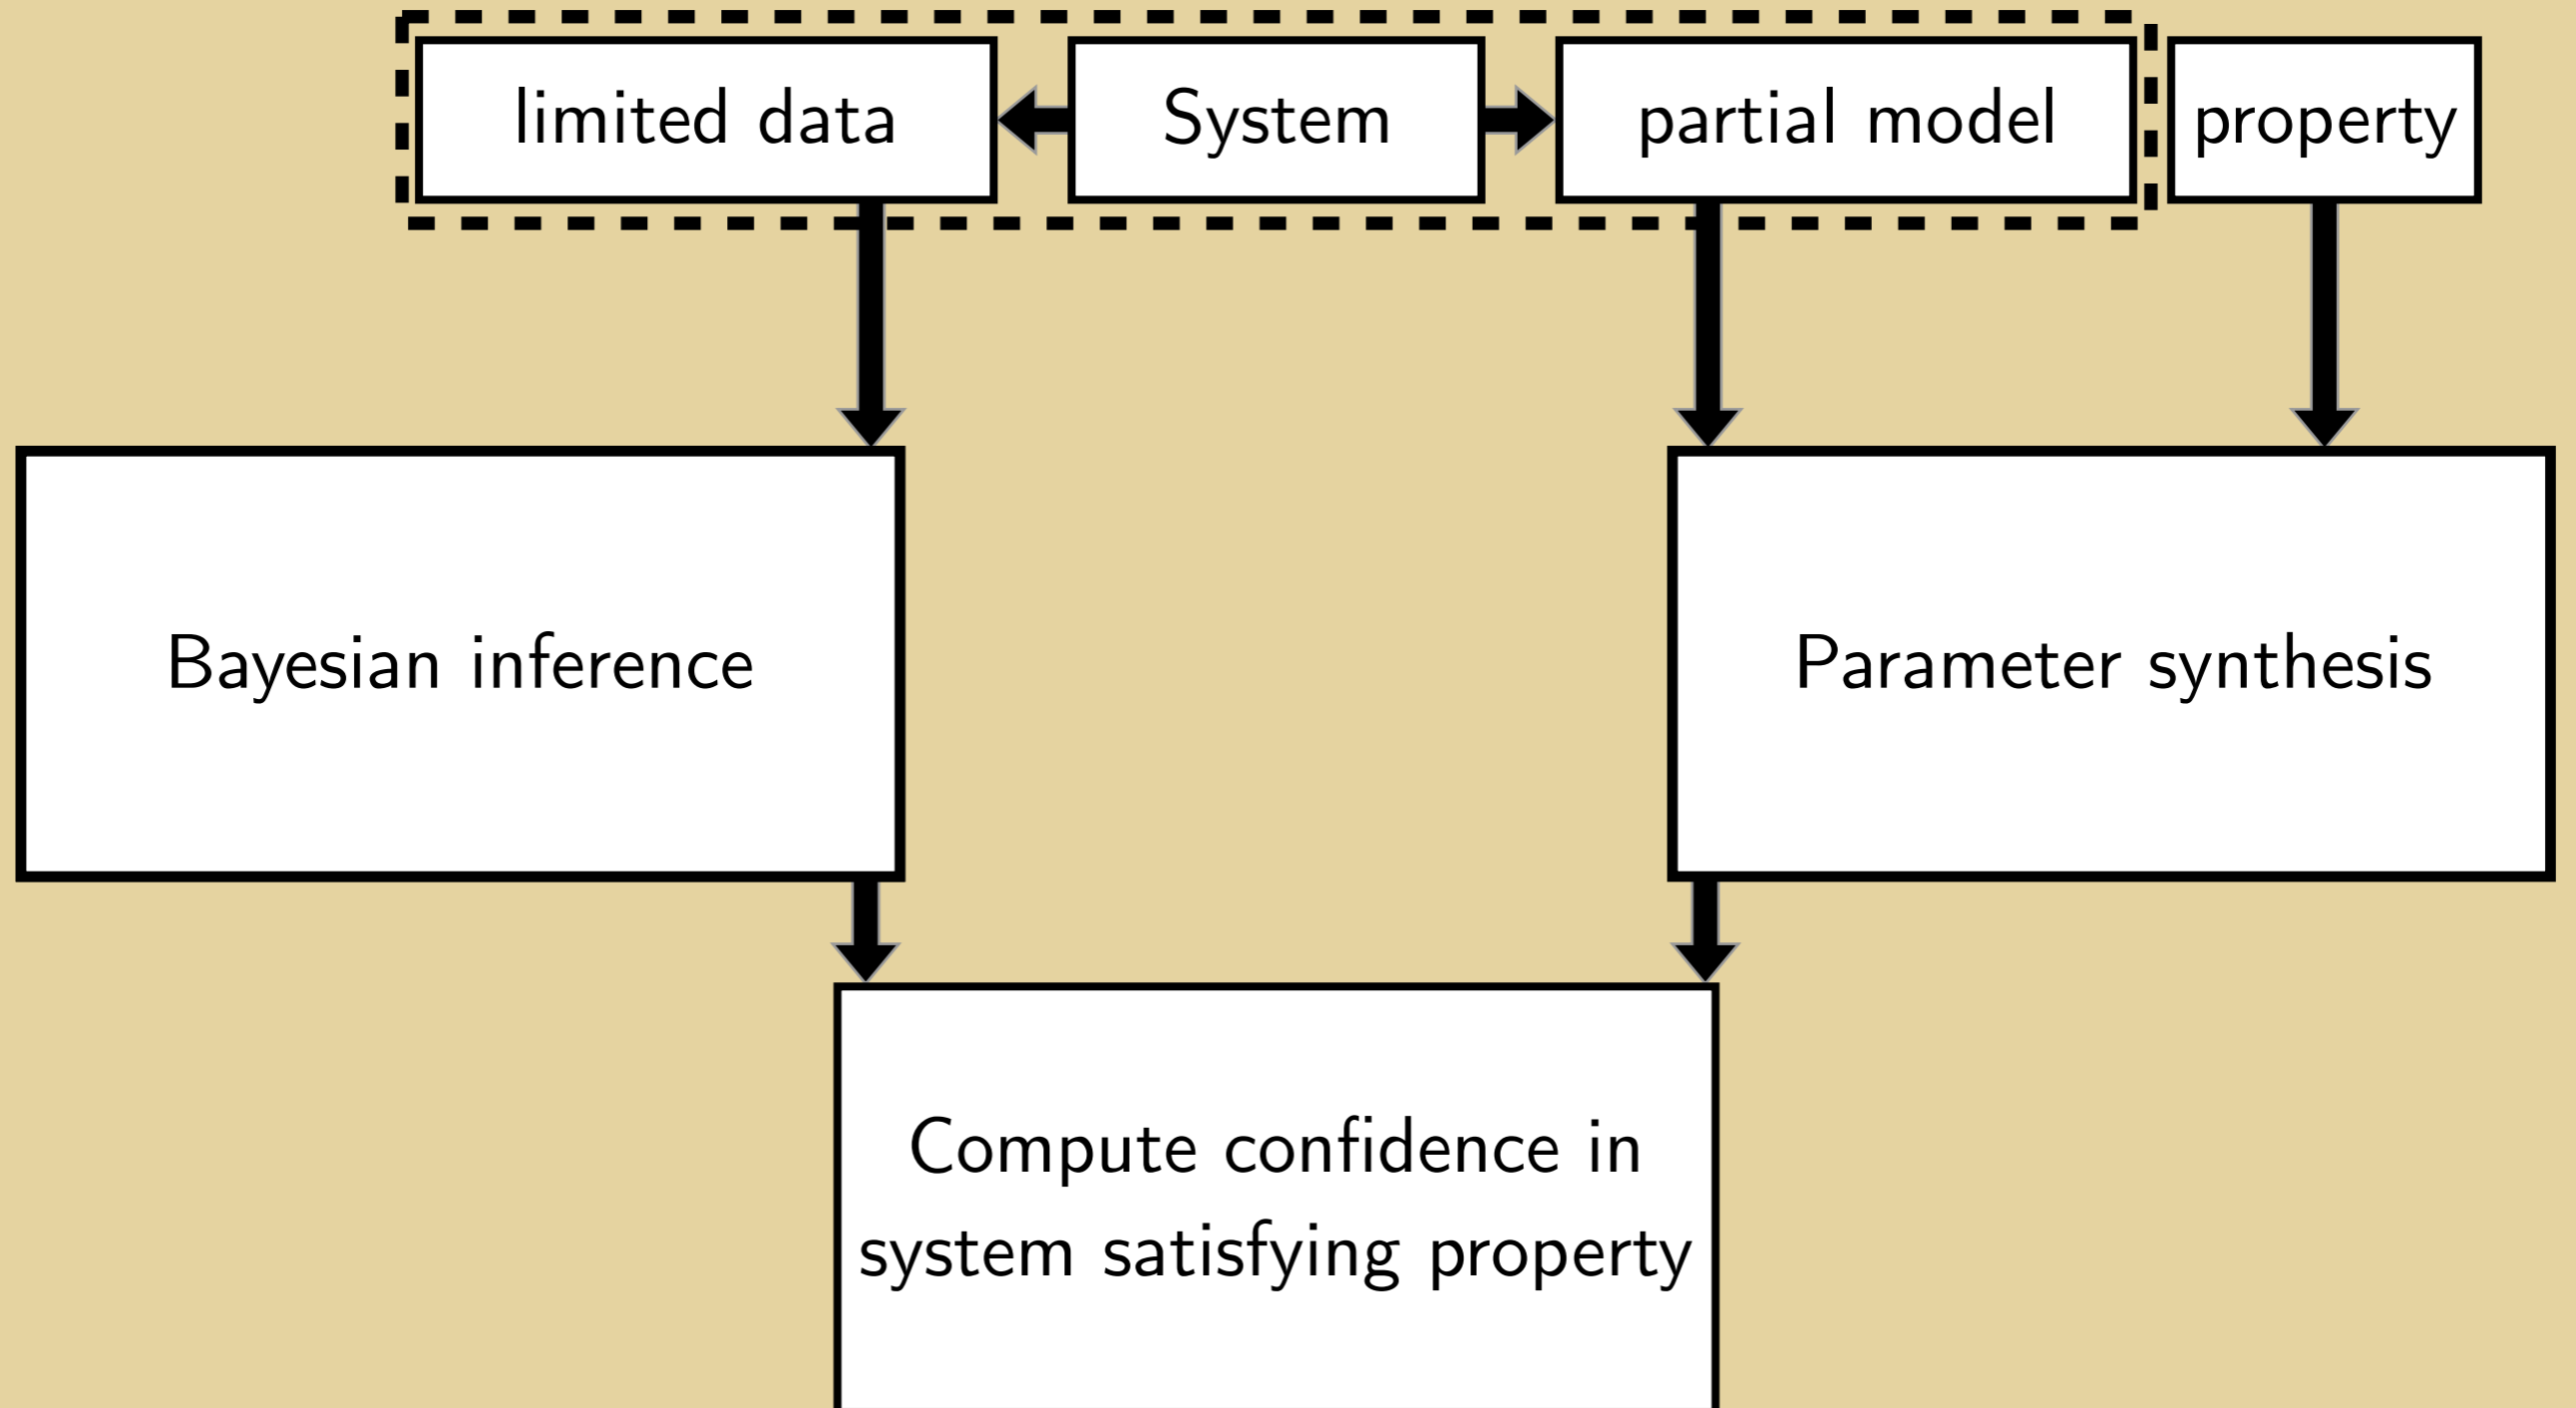 limited data
System
partial model
property
Bayesian inference
Parameter synthesis
Compute confidence in
system satisfying property